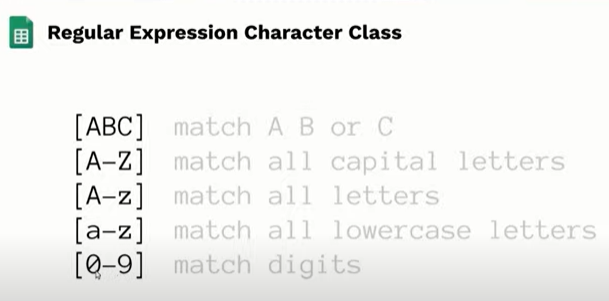 Regular Expression Character Class
[ABC] match A B or C
[A-Z] match all capital letters
[A-z] match all letters
[a-z] match all lowercase letters
[0-9] match digits